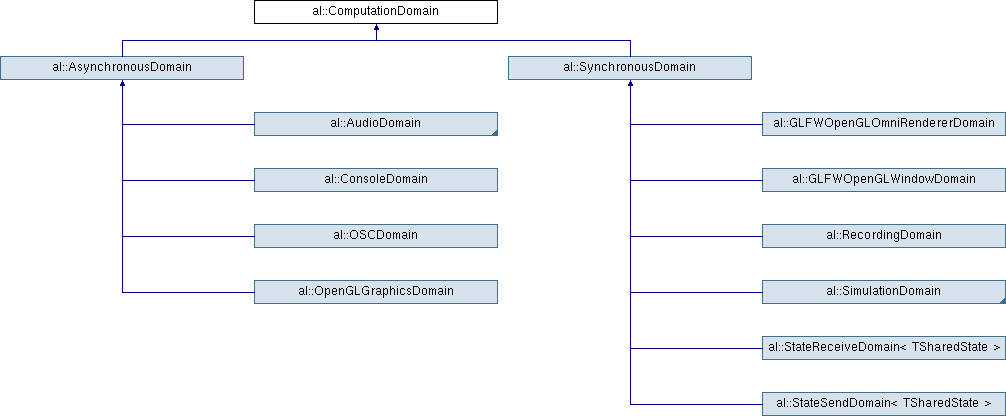 al::ComputationDomain
al::AsynchronousDomain
al::SynchronousDomain
al::AudioDomain
al::GLFWOpenGLOmniRendererDomain
al::ConsoleDomain
al::GLFWOpenGLWindowDomain
al::OSCDomain
al::RecordingDomain
al::OpenGLGraphicsDomain
al::SimulationDomain
al::StateReceiveDomain< TSharedState >
al::StateSendDomain< TSharedState >